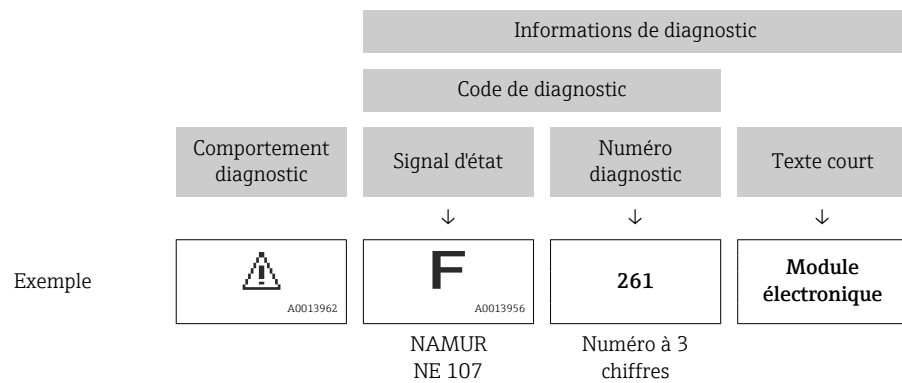 Informations de diagnostic
Code de diagnostic
Comportement
diagnostic
Signal d'état
Numéro
diagnostic
Texte court
↓
↓
↓
Exemple
A0013962
F
A0013956
261
Module
électronique
NAMUR
NE 107
Numéro à 3
chiffres